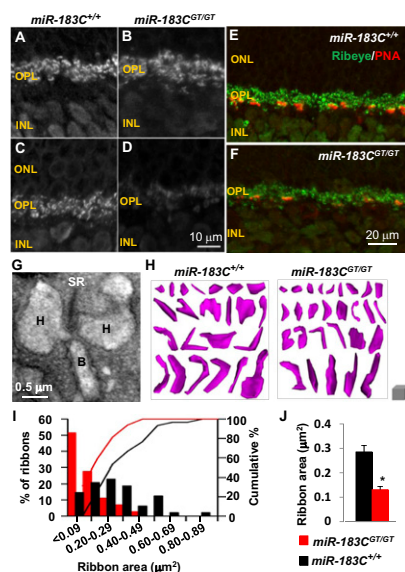 miR-183C+/+ miR-183CGT/GT
A B E miR-183C+/+
ONL Ribeye/PNA
OPL
OPL
INL INL
C D F miR-183CGT/GT
ONL
OPL OPL
INL 10 µm INL 20 µm
G SR H miR-183C+/+ miR-183CGT/GT
H H
B
0.5 µm
I J
% of ribbons
60
50
40
30
20
10
0
100
80
60
40
20
0
Cumulative %
<0.09
0.20-0.29
0.40-0.49
0.60-0.69
0.80-0.89
Ribbon area (µm2)
Ribbon area (µm2)
0.4
0.3
0.2
0.1
0
*
miR-183CGT/GT
miR-183C+/+